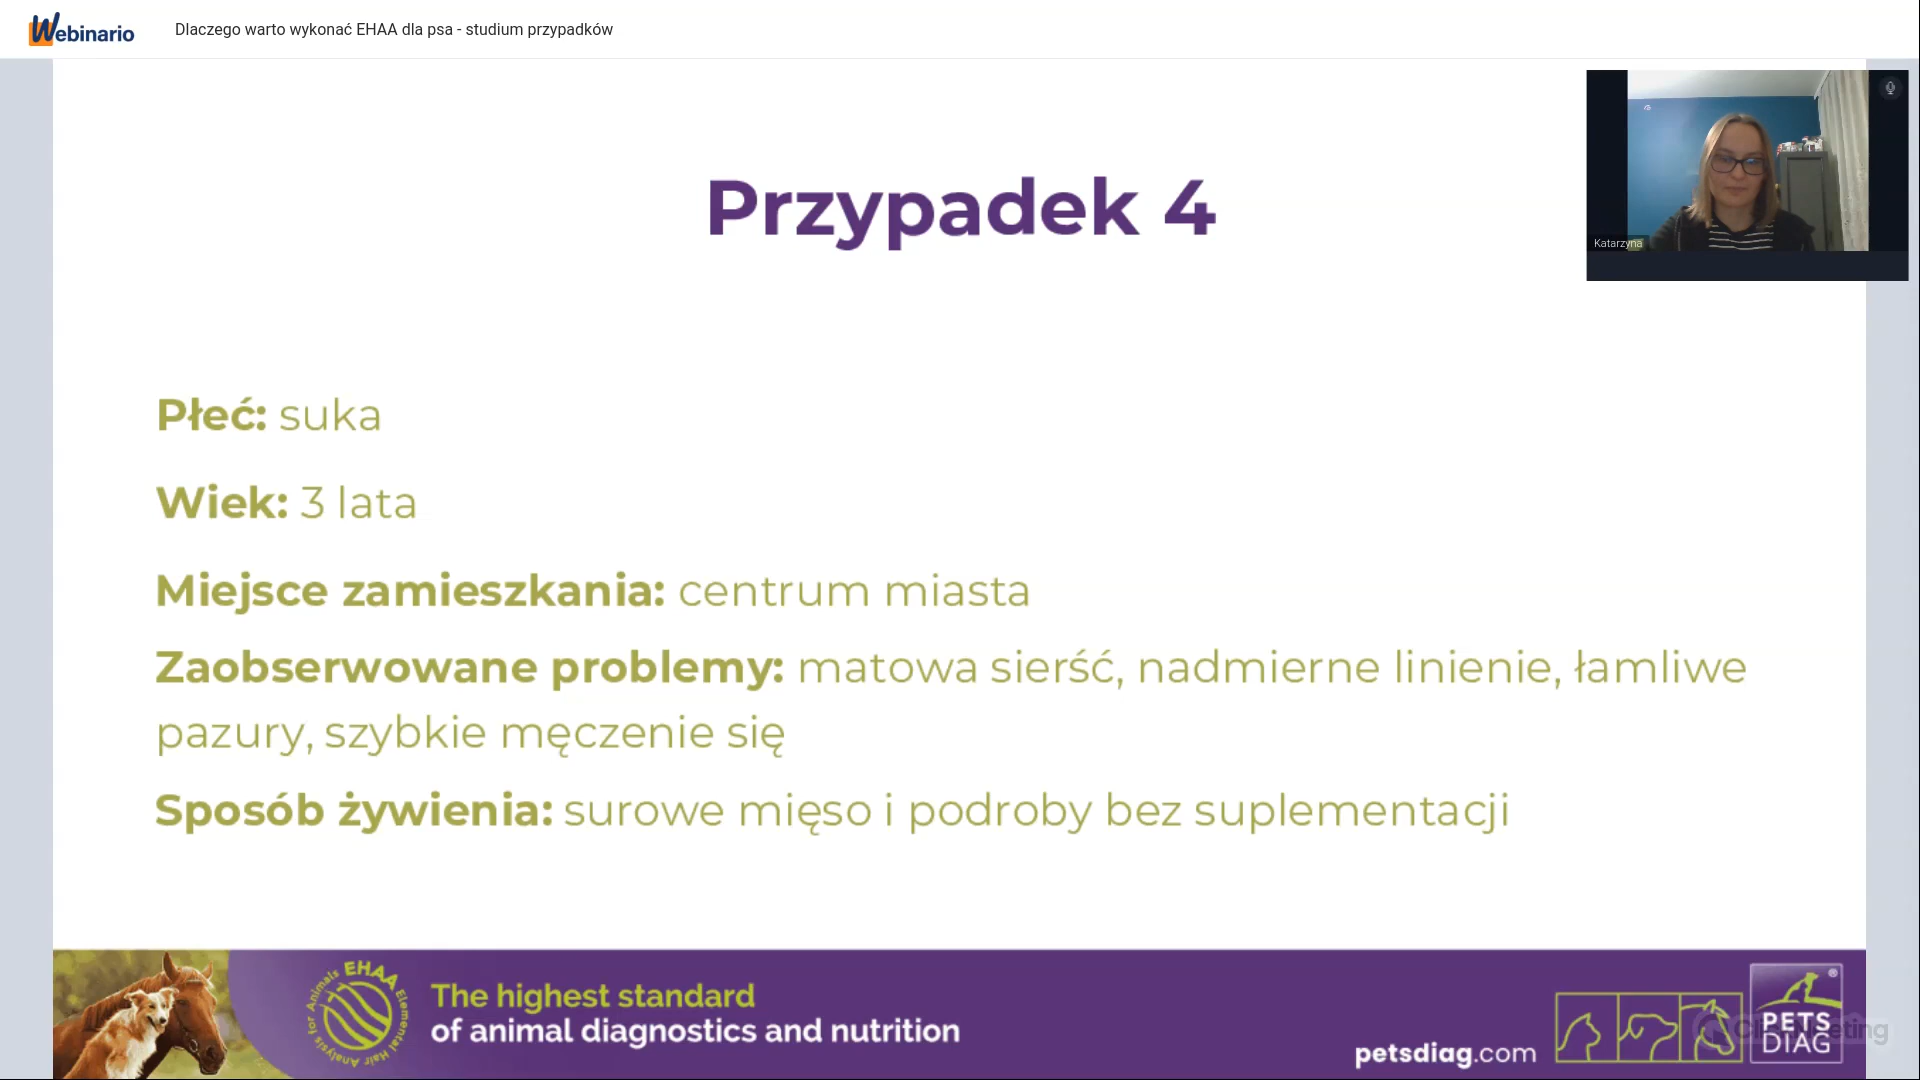 Webinario
Dlaczego warto wykonać EHAA dla psa - studium przypadków
Katarzyna
Przypadek 4
Płeć: suka
Wiek: 3 lata
Miejsce zamieszkania: centrum miasta
Zaobserwowane problemy: matowa sierść, nadmierne linienie, łamliwe
pazury, szybkie męczenie się
Sposób żywienia: surowe mięso i podroby bez suplementacji
EHAA Elemental Hair Analysis for Animals
The highest standard
of animal diagnostics and nutrition
petsdiag.com
PETS
DIAG
®
ClickMeeting